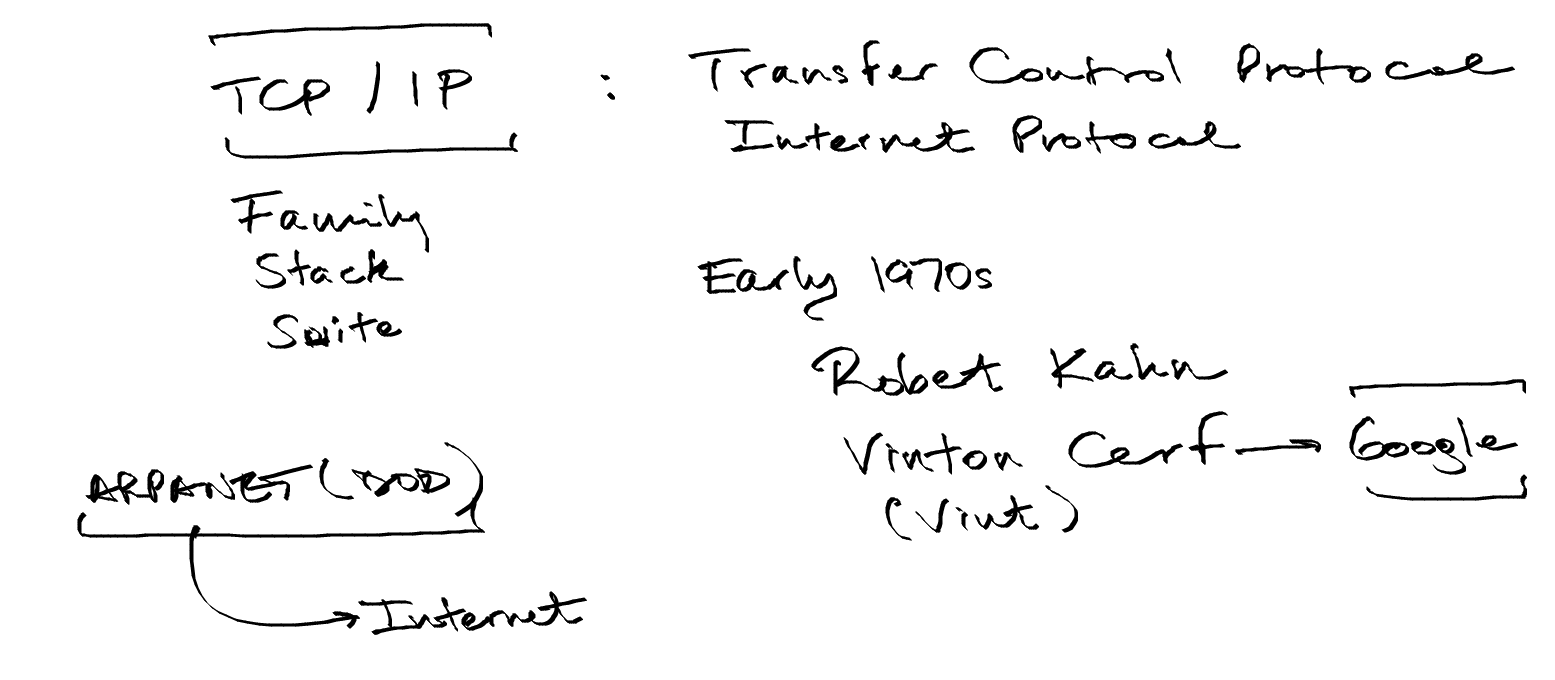 TCP / IP : Transfer Control Protocal
Internet Protocal
Family
Stack
Suite
Early 1970s
Robert Kahn
Vinton Cerf → Google
(Vint)
ARPANET (DOD)
→ Internet